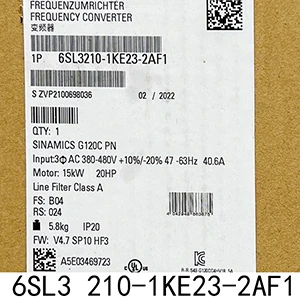 FREQUENZUMRICHTER
FREQUENCY CONVERTER
变频器
1P. 6SL3210-1KE23-2AF1
S ZVP2100698036
02 / 2022
QTY: 1
SINAMICS G120C PN
Input:3Φ AC 380-480V +10%/-20% 47 -63Hz 40.6A
Motor: 15kW 20HP
Line Filter Class A
FS: B04
RS: 024
5.8kg IP20
FW: V4.7 SP10 HF3
A5E03469723
6SL3 210-1KE23-2AF1